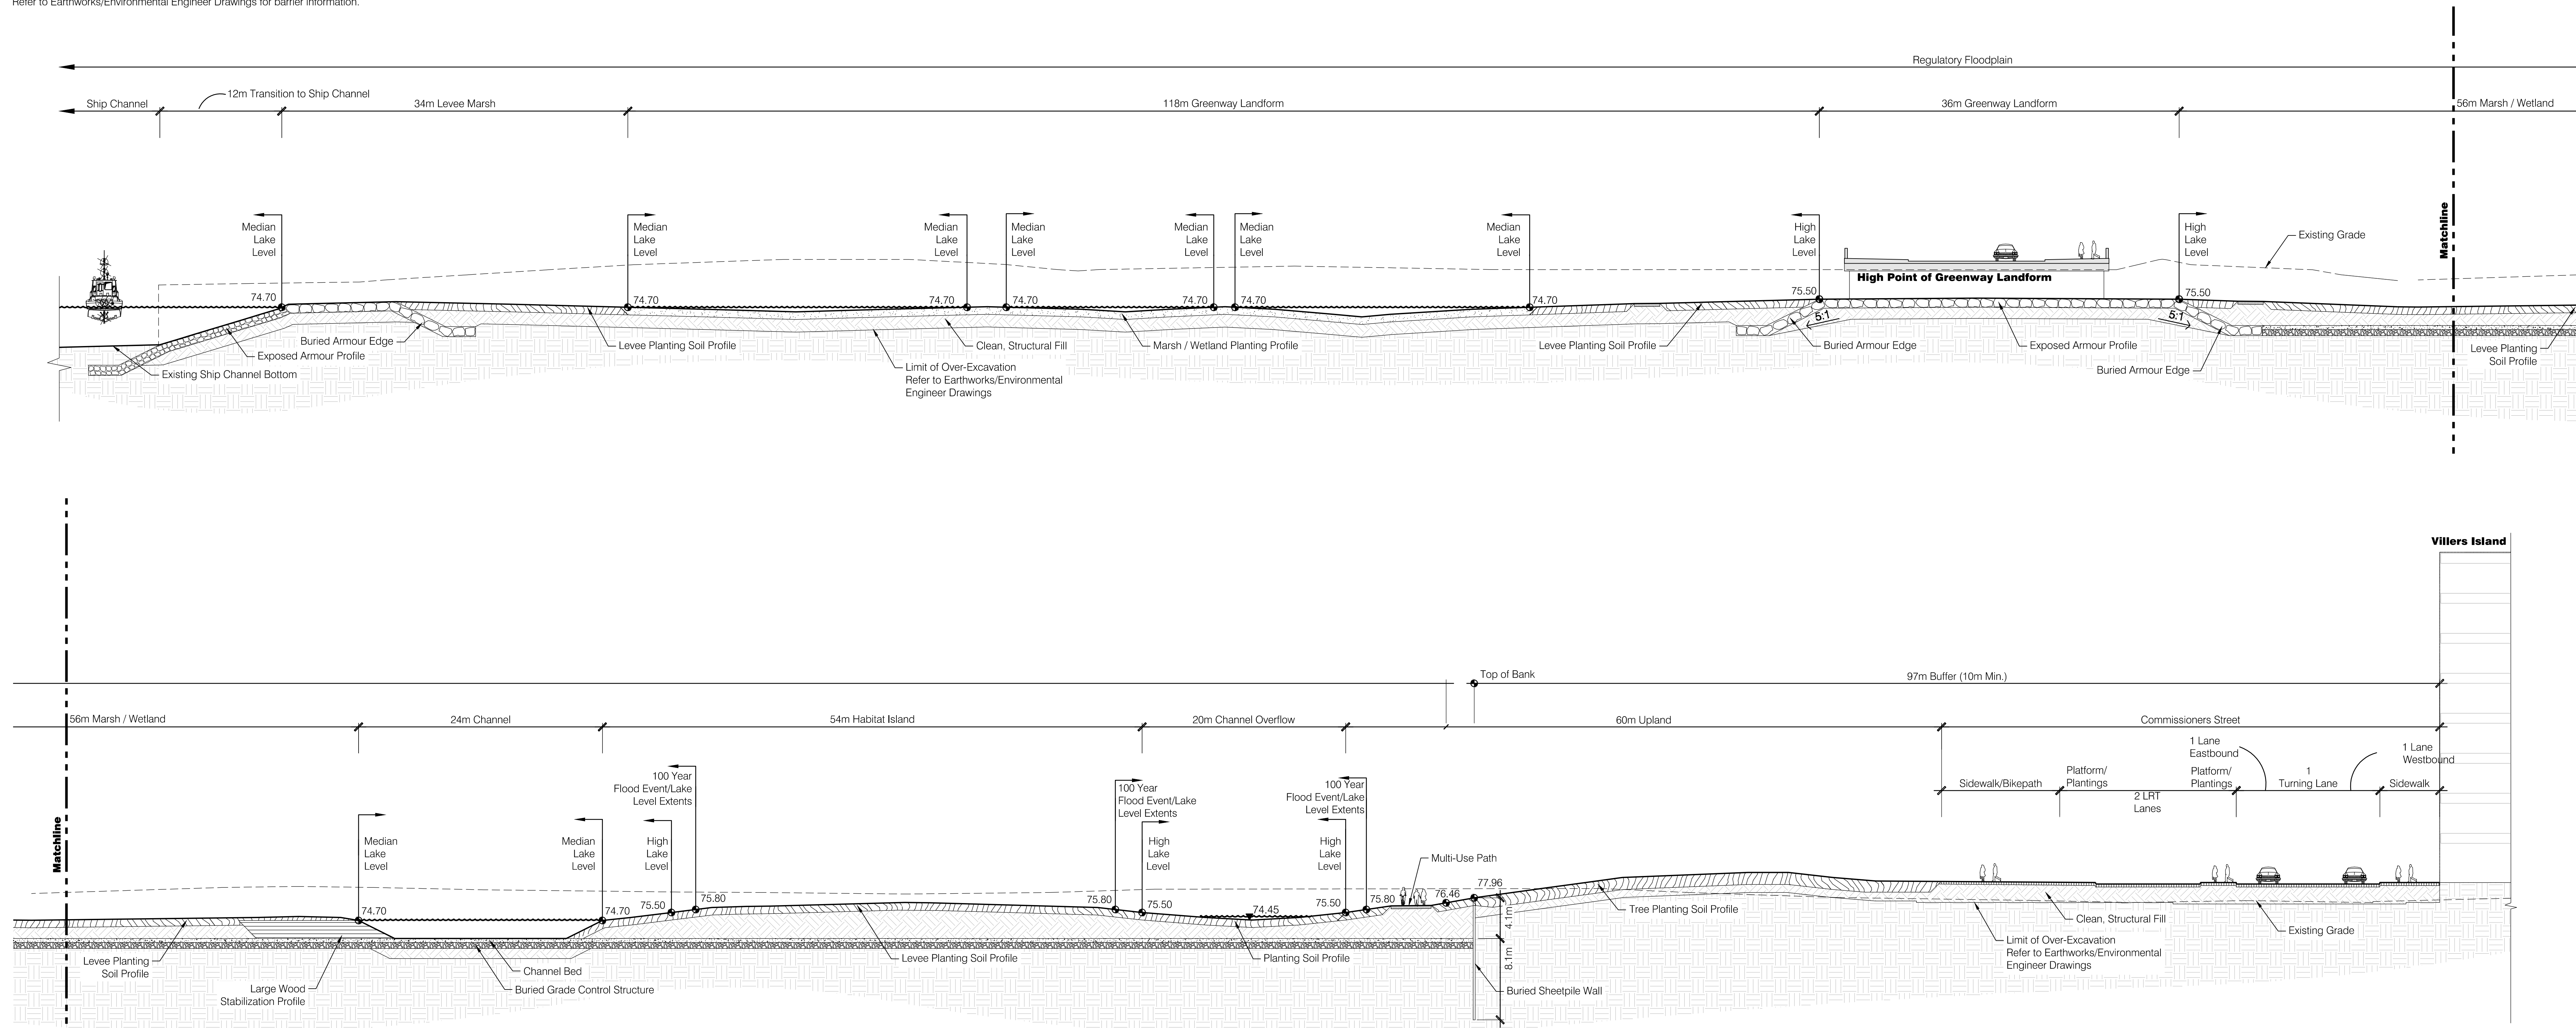 Refer to Earthworks/Environmental Engineer Drawings for barrier information.
Regulatory Floodplain
Ship Channel
12m Transition to Ship Channel
34m Levee Marsh
118m Greenway Landform
36m Greenway Landform
56m Marsh / Wetland
Matchline
Median
Lake
Level
Median
Lake
Level
Median
Lake
Level
Median
Lake
Level
Median
Lake
Level
Median
Lake
Level
Median
Lake
Level
High
Lake
Level
High
Lake
Level
Existing Grade
High Point of Greenway Landform
74.70
74.70
74.70
74.70
74.70
74.70
74.70
75.50
75.50
5:1
5:1
Buried Armour Edge
Exposed Armour Profile
Existing Ship Channel Bottom
Levee Planting Soil Profile
Limit of Over-Excavation
Refer to Earthworks/Environmental
Engineer Drawings
Clean, Structural Fill
Marsh / Wetland Planting Profile
Levee Planting Soil Profile
Buried Armour Edge
Exposed Armour Profile
Buried Armour Edge
Levee Planting
Soil Profile
Villers Island
Top of Bank
97m Buffer (10m Min.)
56m Marsh / Wetland
24m Channel
54m Habitat Island
20m Channel Overflow
60m Upland
Commissioners Street
Sidewalk/Bikepath
Platform/
Plantings
2 LRT
Lanes
Platform/
Plantings
1 Lane
Eastbound
1
Turning Lane
1 Lane
Westbound
Sidewalk
Matchline
Median
Lake
Level
Median
Lake
Level
High
Lake
Level
100 Year
Flood Event/Lake
Level Extents
100 Year
Flood Event/Lake
Level Extents
High
Lake
Level
100 Year
Flood Event/Lake
Level Extents
High
Lake
Level
Multi-Use Path
74.70
74.70
75.50
75.80
75.80
75.50
74.45
75.50
75.80
76.46
77.96
4.1m
8.1m
Levee Planting
Soil Profile
Large Wood
Stabilization Profile
Channel Bed
Buried Grade Control Structure
Levee Planting Soil Profile
Planting Soil Profile
Buried Sheetpile Wall
Tree Planting Soil Profile
Clean, Structural Fill
Limit of Over-Excavation
Refer to Earthworks/Environmental
Engineer Drawings
Existing Grade